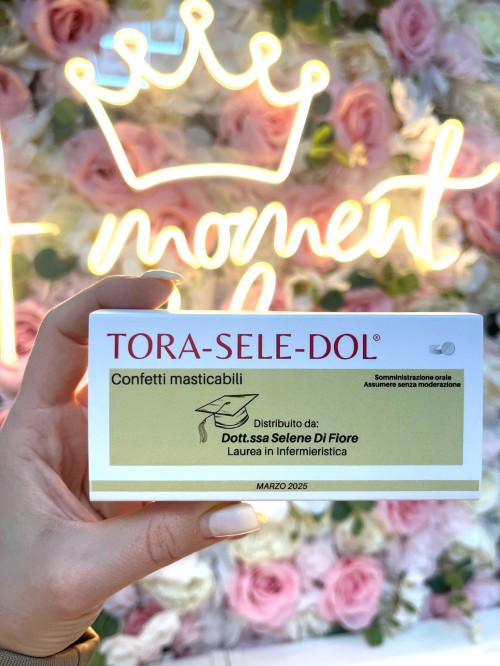 moment
TORA-SELE-DOL®
Confetti masticabili
Somministrazione orale
Assumere senza moderazione
Distribuito da:
Dott.ssa Selene Di Fiore
Laurea in Infermieristica
MARZO 2025